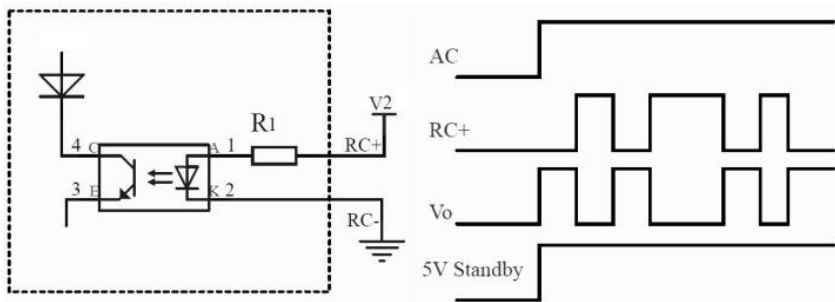 V2
R1
4 C
A 1
RC+
3 E
K 2
RC-
AC
RC+
Vo
5V Standby